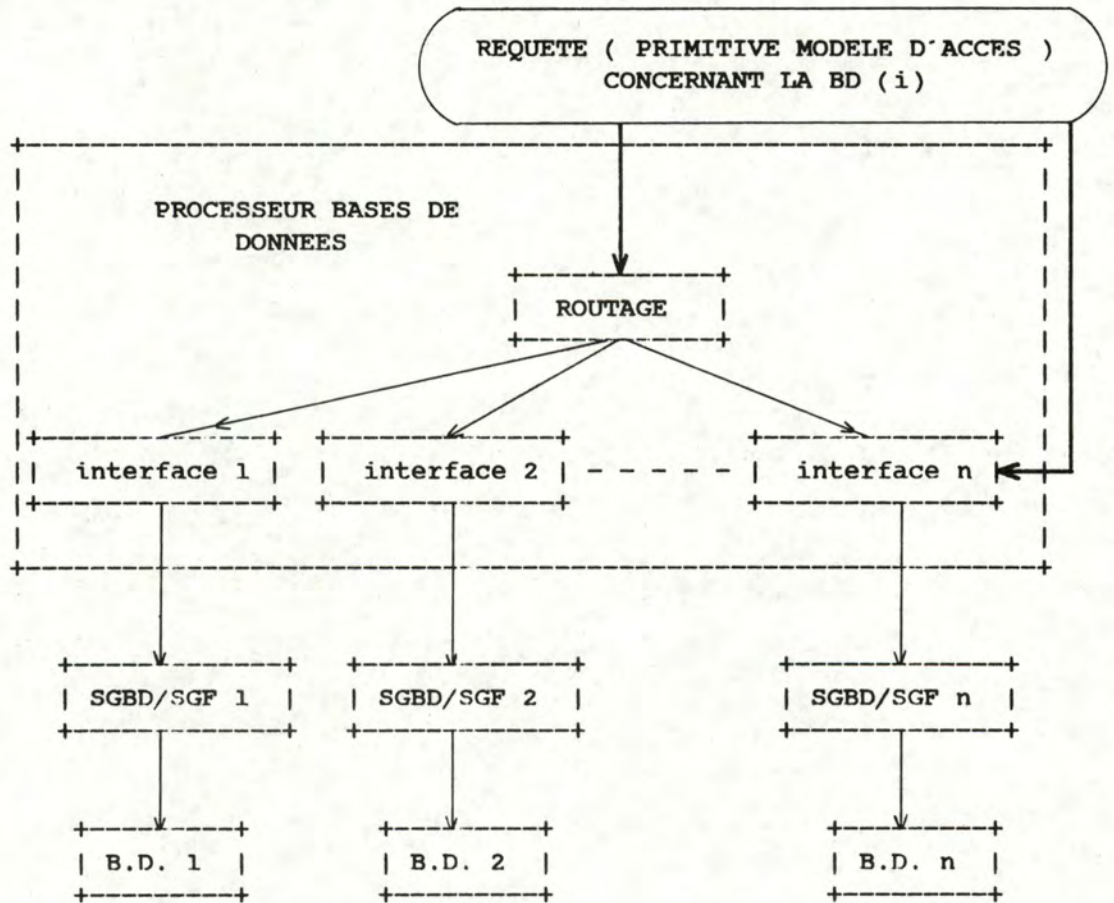 REQUETE ( PRIMITIVE MODELE D'ACCES )
CONCERNANT LA BD (i)
PROCESSEUR BASES DE
DONNEES
ROUTAGE
interface 1
interface 2
interface n
SGBD/SGF 1
SGBD/SGF 2
SGBD/SGF n
B.D. 1
B.D. 2
B.D. n